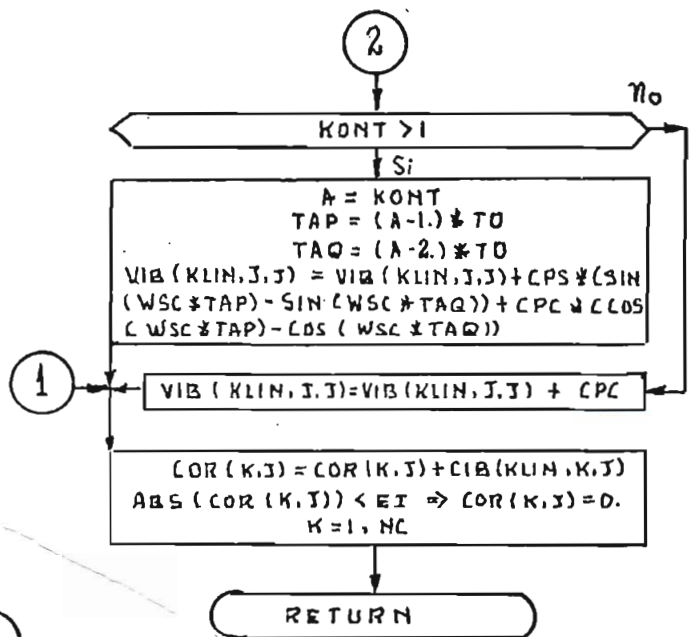 2
no
KONT >1
Si
A = KONT
TAP = (A-1.) * TO
TAQ = (A-2.) * TO
VIB (KLIN,J,J) = VIB (KLIN,J,J) + CPS * (SIN
(WSC * TAP) - SIN (WSC * TAQ)) + CPC * (COS
(WSC * TAP) - COS (WSC * TAQ))
1
VIB (KLIN,J,J)=VIB(KLIN,J,J) + CPC
COR(K,J) = COR(K,J)+CIB(KLIN,K,J)
ABS (COR (K,J)) < EI => COR(K,J)=0.
K=1, NC
RETURN